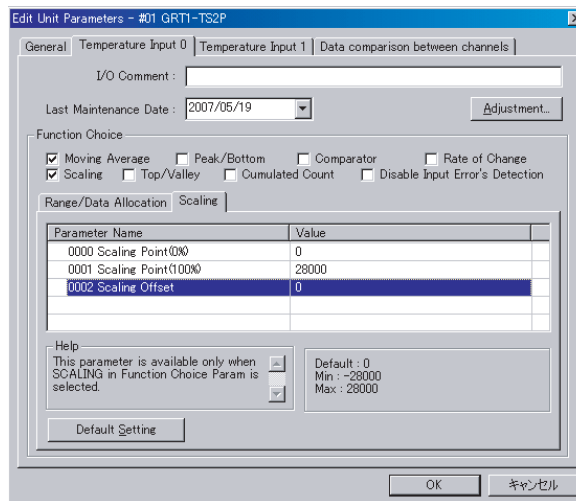 Edit Unit Parameters - #01 GRT1-TS2P
General Temperature Input 0 Temperature Input 1 Data comparison between channels
I/O Comment :
Last Maintenance Date : 2007/05/19 Adjustment...
Function Choice
Moving Average Peak/Bottom Comparator Rate of Change
Scaling Top/Valley Cumulated Count Disable Input Error's Detection
Range/Data Allocation Scaling
Parameter Name Value
0000 Scaling Point(0%) 0
0001 Scaling Point(100%) 28000
0002 Scaling Offset 0
Help
This parameter is available only when
SCALING in Function Choice Param is
selected.
Default : 0
Min : -28000
Max : 28000
Default Setting
OK キャンセル